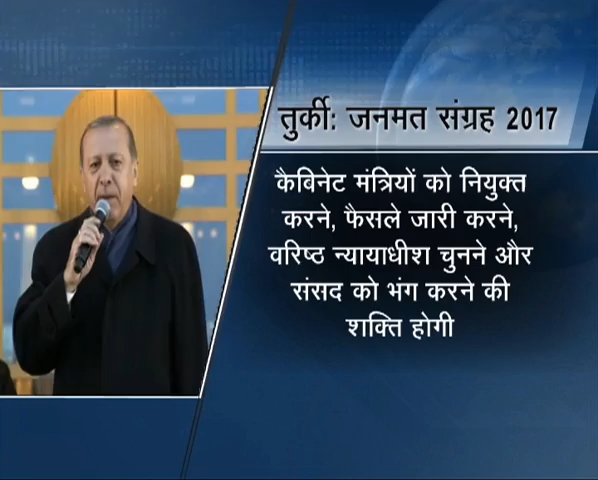 तुर्की: जनमत संग्रह 2017
कैबिनेट मंत्रियों को नियुक्त
करने, फैसले जारी करने,
वरिष्ठ न्यायाधीश चुनने और
संसद को भंग करने की
शक्ति होगी